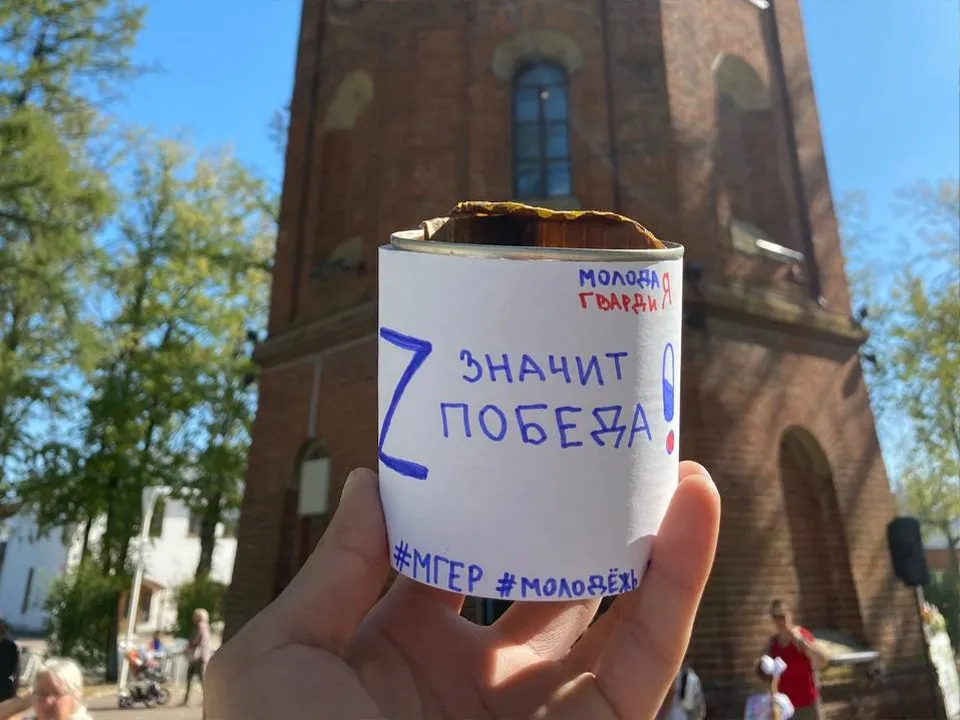 МОЛОДАЯ
ГВАРДИЯ
Z ЗНАЧИТ
ПОБЕДА!
#МГЕР #МОЛОДЁЖЬ